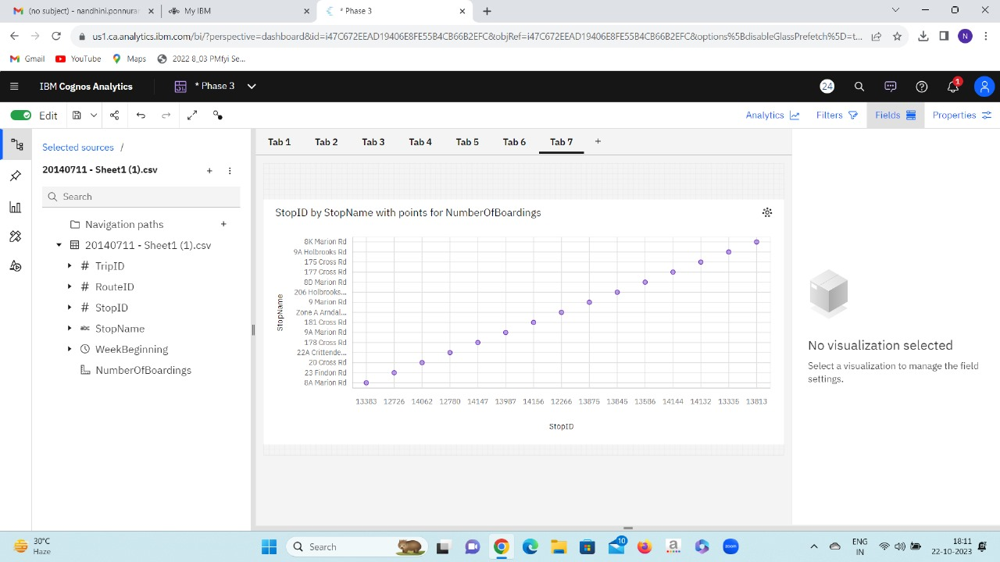 (no subject) - nandhini.ponnurar
My IBM
* Phase 3
us1.ca.analytics.ibm.com/bi/?perspective=dashboard&id=i47C672EEAD19406E8FE55B4CB66B2EFC&objRef=i47C672EEAD19406E8FE55B4CB66B2EFC&options%5BdisableGlassPrefetch%5D=t...
N
Gmail
YouTube
Maps
2022 8_03 PMfyi Se...
IBM Cognos Analytics
* Phase 3
24
1
Edit
Analytics
Filters
Fields
Properties
Selected sources /
20140711 - Sheet1 (1).csv
Search
Navigation paths
20140711 - Sheet1 (1).csv
# TripID
# RouteID
# StopID
abc StopName
WeekBeginning
NumberOfBoardings
Tab 1
Tab 2
Tab 3
Tab 4
Tab 5
Tab 6
Tab 7
StopID by StopName with points for NumberOfBoardings
StopName
8K Marion Rd
9A Holbrooks Rd
175 Cross Rd
177 Cross Rd
8D Marion Rd
206 Holbrooks...
9 Marion Rd
Zone A Arndal...
181 Cross Rd
9A Marion Rd
178 Cross Rd
22A Crittende...
20 Cross Rd
23 Findon Rd
8A Marion Rd
13383 12726 14062 12780 14147 13987 14156 12266 13875 13845 13586 14144 14132 13335 13813
StopID
No visualization selected
Select a visualization to manage the field
settings.
30°C
Haze
Search
10
a
zoom
ENG
IN
18:11
22-10-2023